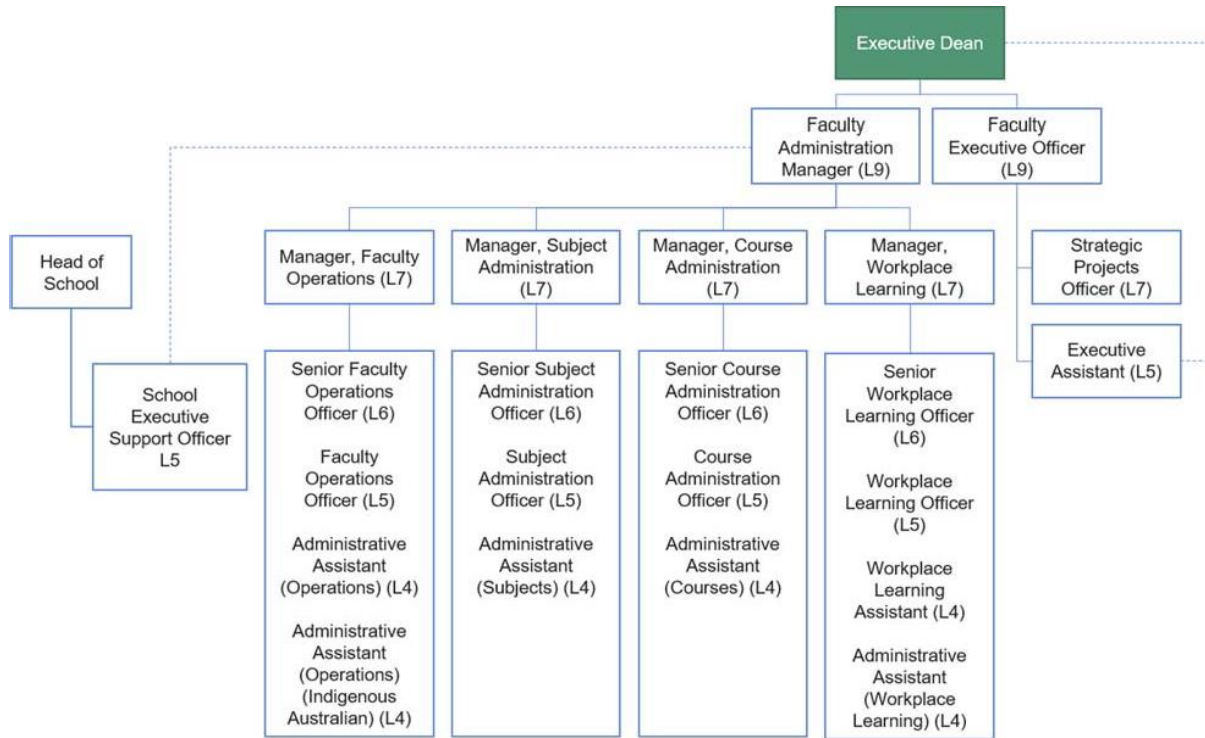 Executive Dean
Faculty
Administration
Manager (L9)
Faculty
Executive Officer
(L9)
Head of
School
Manager, Faculty
Operations (L7)
Manager, Subject
Administration
(L7)
Manager, Course
Administration
(L7)
Manager,
Workplace
Learning (L7)
Strategic
Projects
Officer (L7)
Executive
Assistant (L5)
School
Executive
Support Officer
L5
Senior Faculty
Operations
Officer (L6)
Faculty
Operations
Officer (L5)
Administrative
Assistant
(Operations) (L4)
Administrative
Assistant
(Operations)
(Indigenous
Australian) (L4)
Senior Subject
Administration
Officer (L6)
Subject
Administration
Officer (L5)
Administrative
Assistant
(Subjects) (L4)
Senior Course
Administration
Officer (L6)
Course
Administration
Officer (L5)
Administrative
Assistant
(Courses) (L4)
Senior
Workplace
Learning Officer
(L6)
Workplace
Learning Officer
(L5)
Workplace
Learning
Assistant (L4)
Administrative
Assistant
(Workplace
Learning) (L4)